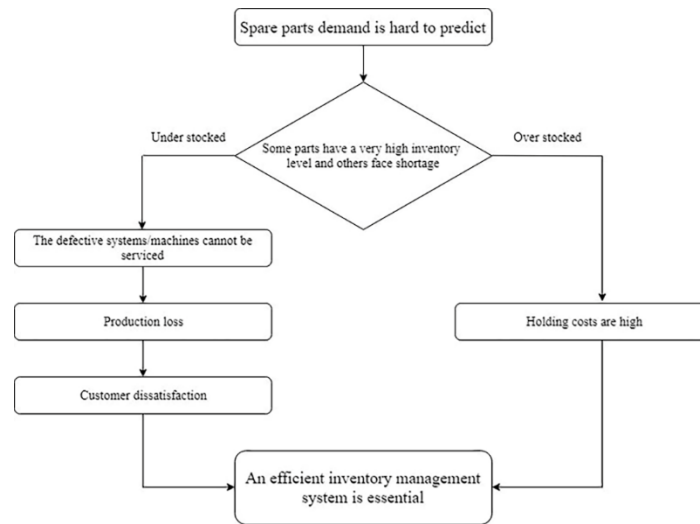 Spare parts demand is hard to predict
Under stocked
Over stocked
Some parts have a very high inventory
level and others face shortage
The defective systems/machines cannot be
serviced
Production loss
Holding costs are high
Customer dissatisfaction
An efficient inventory management
system is essential